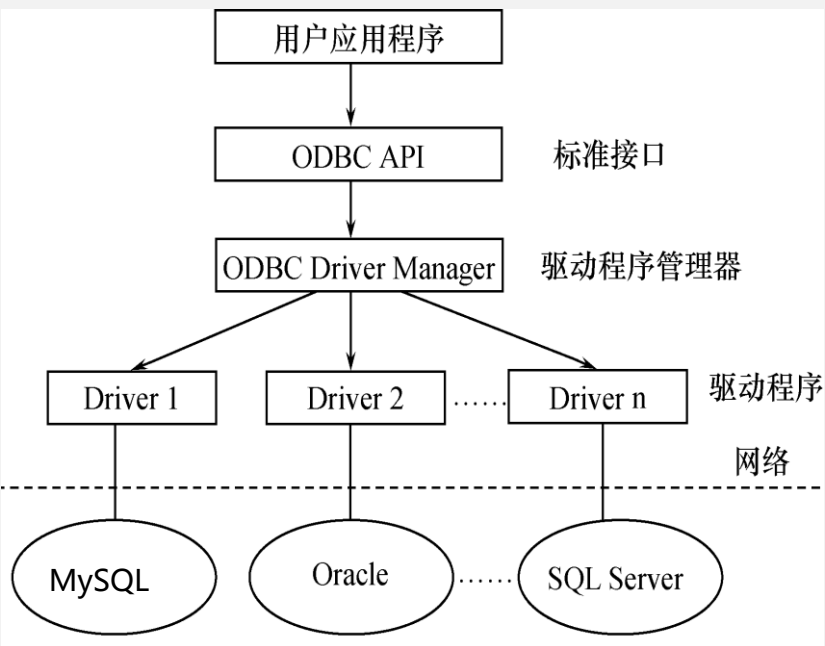 用户应用程序
ODBC API
标准接口
ODBC Driver Manager
驱动程序管理器
Driver 1
Driver 2
......
Driver n
驱动程序
网络
MySQL
Oracle
......
SQL Server